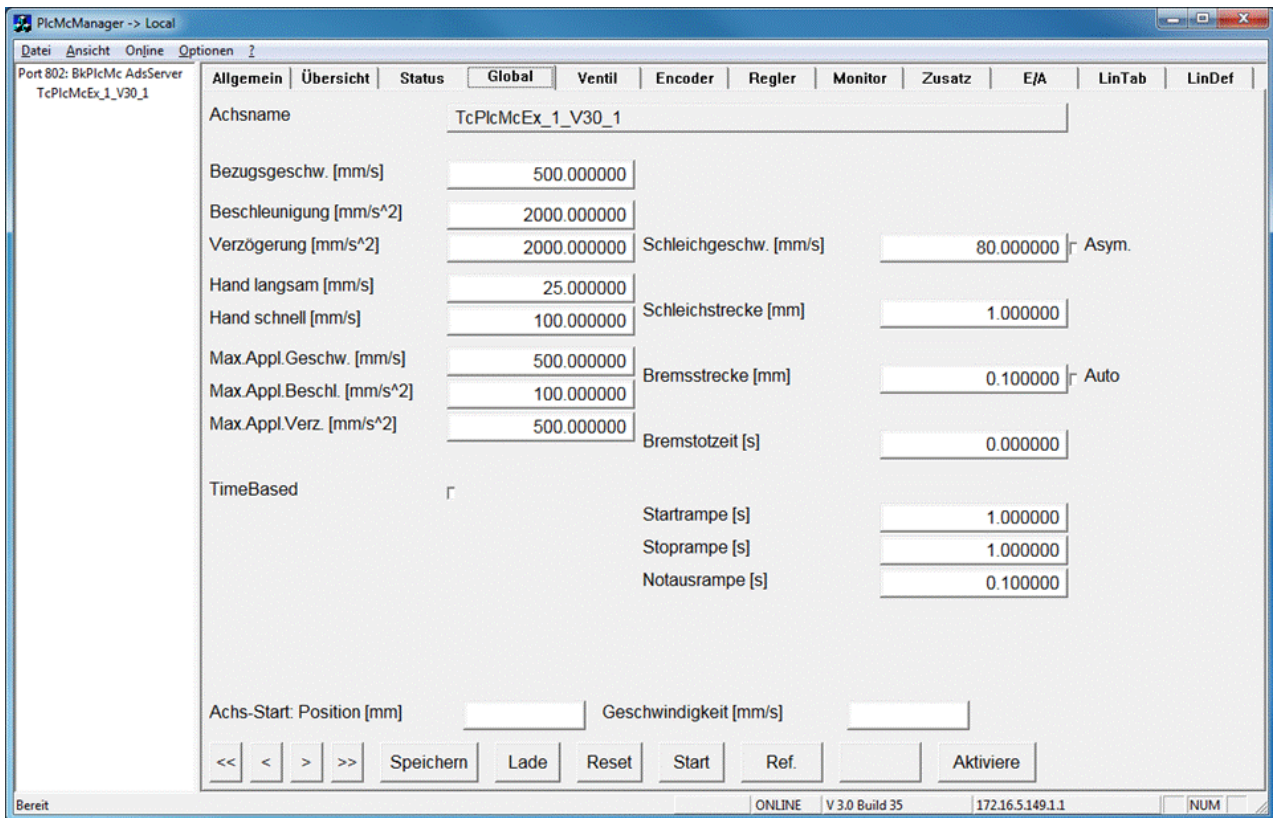 PlcMcManager -> Local
Datei Ansicht Online Optionen ?
Port 802: BkPlcMc AdsServer
TcPlcMcEx_1_V30_1
Allgemein Übersicht Status Global Ventil Encoder Regler Monitor Zusatz E/A LinTab LinDef
Achsname TcPlcMcEx_1_V30_1
Bezugsgeschw. [mm/s] 500.000000
Beschleunigung [mm/s^2] 2000.000000
Verzögerung [mm/s^2] 2000.000000 Schleichgeschw. [mm/s] 80.000000 Asym.
Hand langsam [mm/s] 25.000000
Hand schnell [mm/s] 100.000000 Schleichstrecke [mm] 1.000000
Max.Appl.Geschw. [mm/s] 500.000000
Max.Appl.Beschl. [mm/s^2] 100.000000 Bremsstrecke [mm] 0.100000 Auto
Max.Appl.Verz. [mm/s^2] 500.000000
Bremstotzeit [s] 0.000000
TimeBased
Startrampe [s] 1.000000
Stoprampe [s] 1.000000
Notausrampe [s] 0.100000
Achs-Start: Position [mm] Geschwindigkeit [mm/s]
<< < > >> Speichern Lade Reset Start Ref. Aktiviere
Bereit ONLINE V 3.0 Build 35 172.16.5.149.1.1 NUM